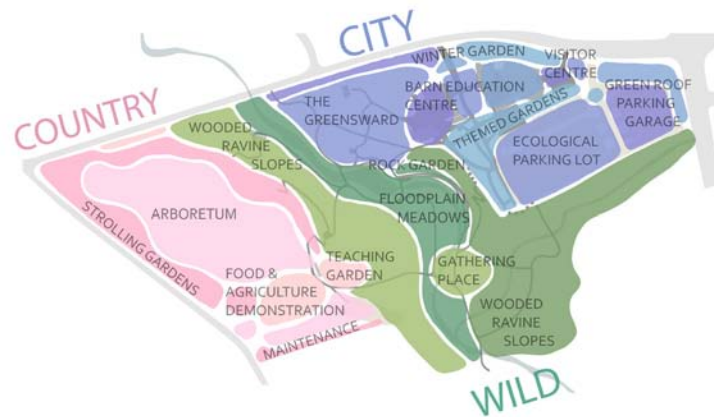 CITY
WINTER GARDEN
VISITOR
CENTRE
COUNTRY
THE
GREENSWARD
BARN EDUCATION
CENTRE
GREEN ROOF
PARKING
GARAGE
THEMED GARDENS
WOODED
RAVINE
SLOPES
ECOLOGICAL
PARKING LOT
ROCK GARDEN
FLOODPLAIN
MEADOWS
ARBORETUM
STROLLING GARDENS
TEACHING
GARDEN
GATHERING
PLACE
FOOD &
AGRICULTURE
DEMONSTRATION
WOODED
RAVINE
SLOPES
MAINTENANCE
WILD